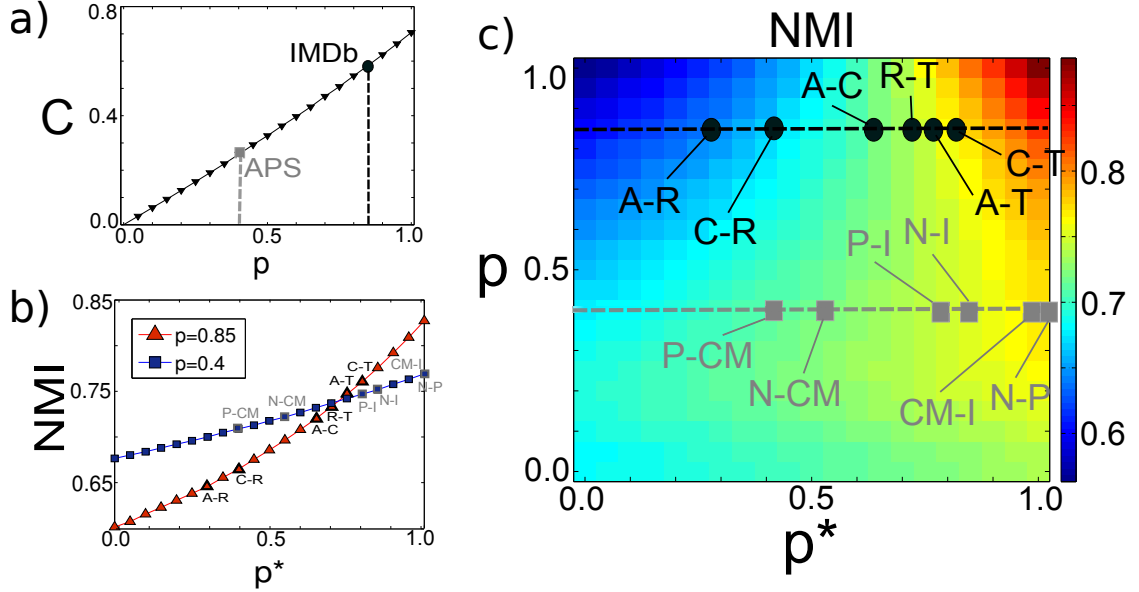 a)
0.8
0.4
0.0
C
IMDb
APS
0.0
0.5
1.0
p
b)
0.85
0.75
0.65
NMI
p=0.85
p=0.4
P-CM
N-CM
A-T
C-T
CM-I
P-I
N-I
N-P
R-T
A-C
C-R
A-R
0.0
0.5
1.0
p*
c)
NMI
1.0
0.5
0.0
p
A-C
R-T
A-R
C-R
A-T
C-T
P-I
N-I
P-CM
N-CM
CM-I
N-P
0.0
0.5
1.0
p*
0.8
0.7
0.6